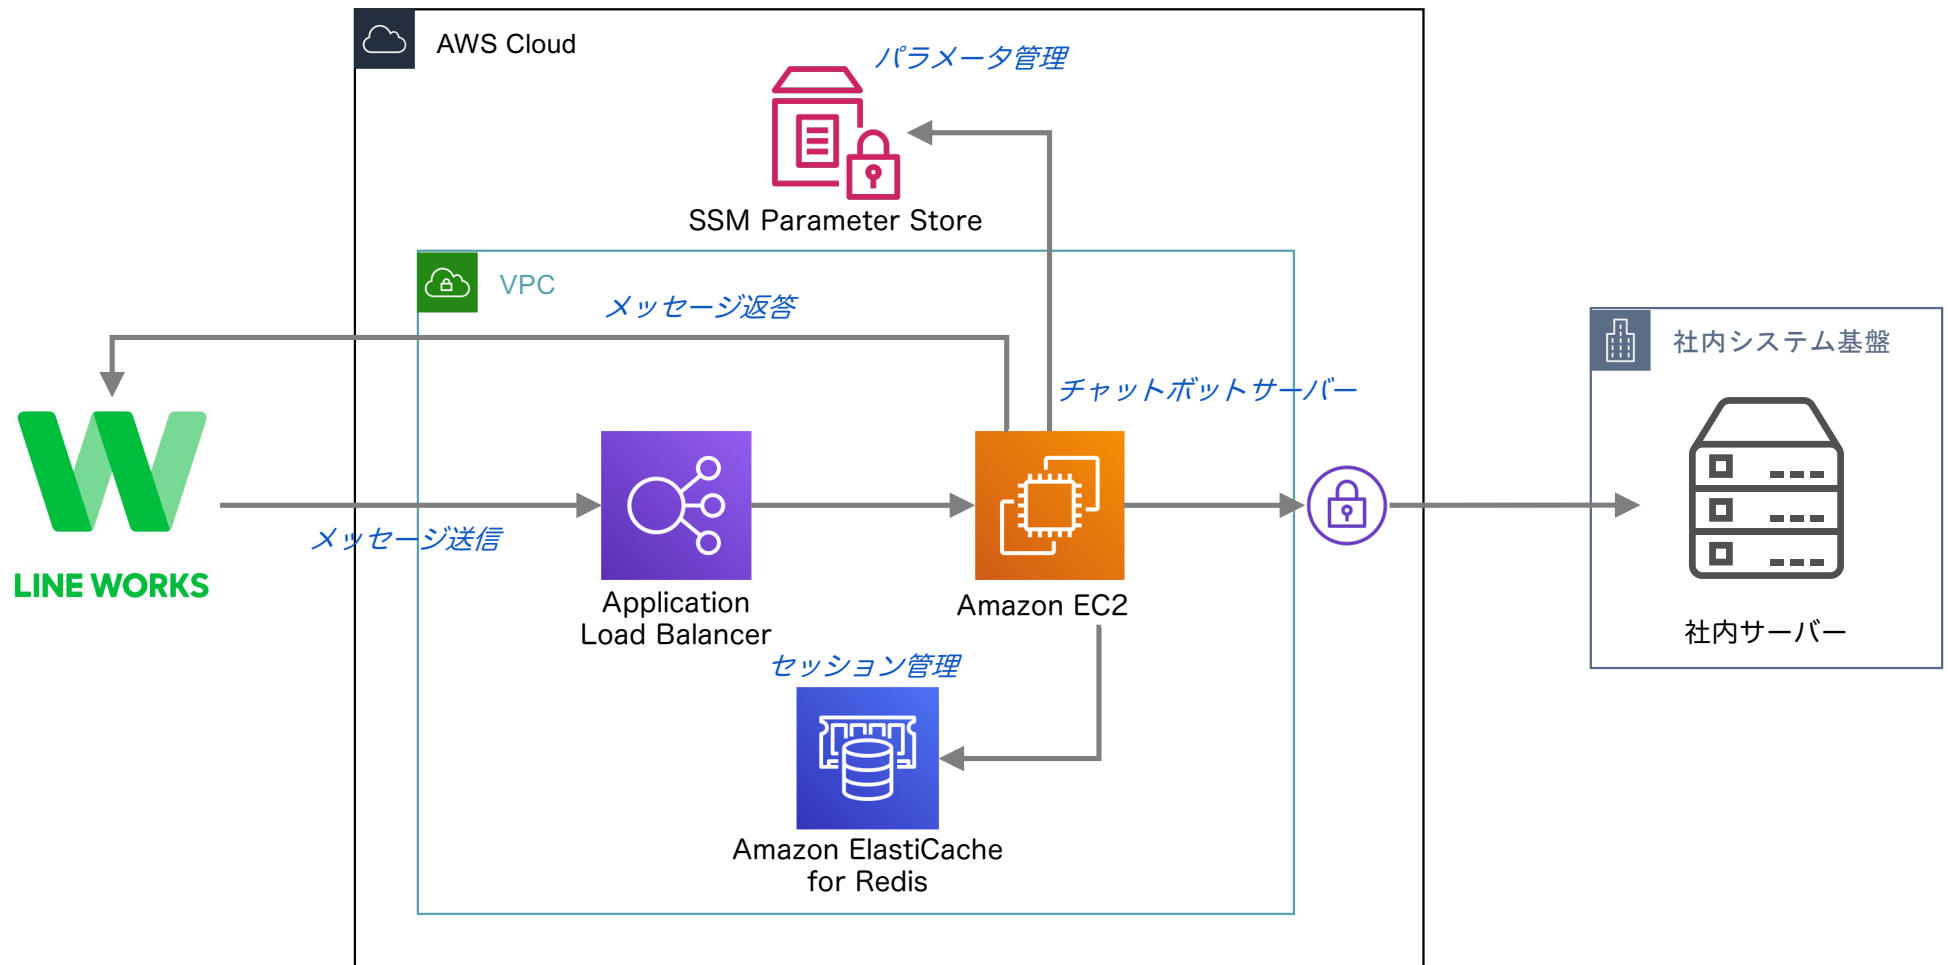 AWS Cloud
パラメータ管理
SSM Parameter Store
VPC
メッセージ返答
チャットボットサーバー
社内システム基盤
メッセージ送信
LINE WORKS
Application
Load Balancer
Amazon EC2
社内サーバー
セッション管理
Amazon ElastiCache
for Redis